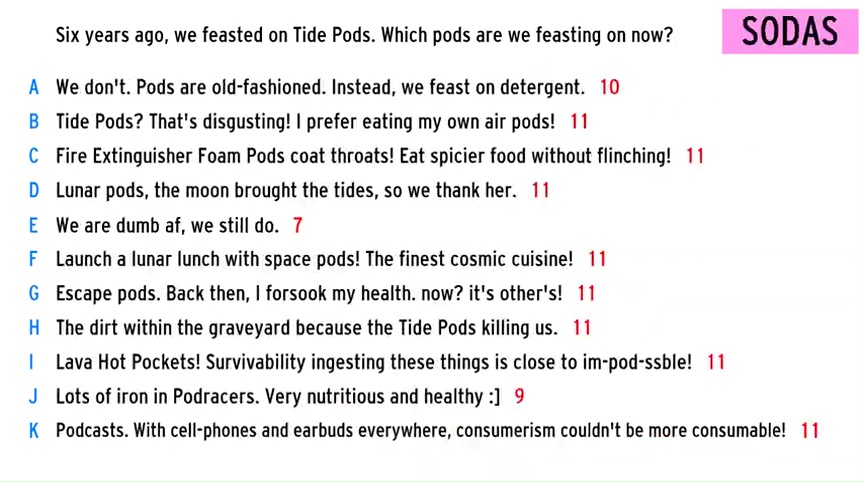 Six years ago, we feasted on Tide Pods. Which pods are we feasting on now?
SODAS
A We don't. Pods are old-fashioned. Instead, we feast on detergent. 10
B Tide Pods? That's disgusting! I prefer eating my own air pods! 11
C Fire Extinguisher Foam Pods coat throats! Eat spicier food without flinching! 11
D Lunar pods, the moon brought the tides, so we thank her. 11
E We are dumb af, we still do. 7
F Launch a lunar lunch with space pods! The finest cosmic cuisine! 11
G Escape pods. Back then, I forsook my health. now? it's other's! 11
H The dirt within the graveyard because the Tide Pods killing us. 11
I Lava Hot Pockets! Survivability ingesting these things is close to im-pod-ssble! 11
J Lots of iron in Podracers. Very nutritious and healthy :] 9
K Podcasts. With cell-phones and earbuds everywhere, consumerism couldn't be more consumable! 11